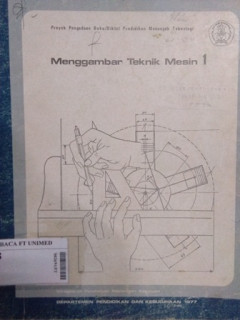 Proyek Pengadaan Buku/Diktat Pendidikan Menengah Teknologi
Menggambar Teknik Mesin 1
BACA FT UNIMED
DEPARTEMEN PENDIDIKAN DAN KEBUDAYAAN 1977